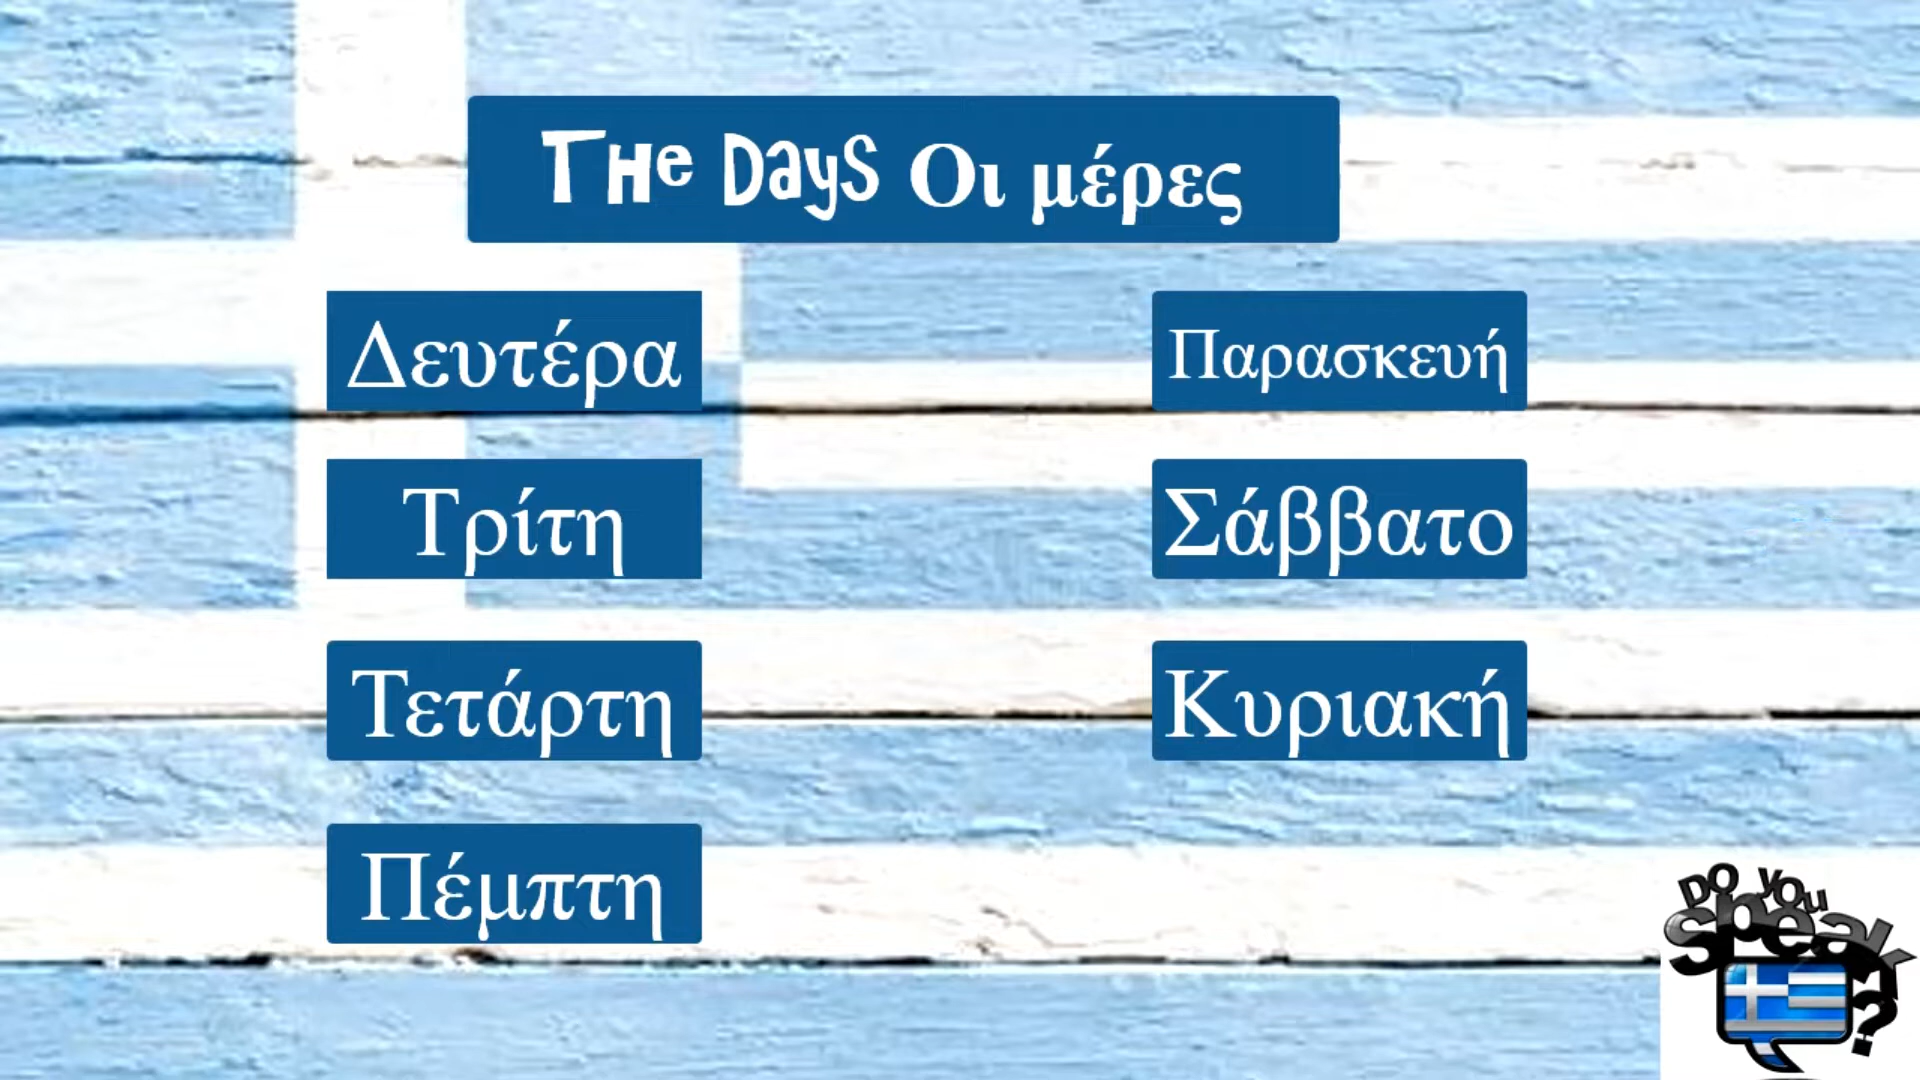 The Days Οι μέρες
Δευτέρα
Τρίτη
Τετάρτη
Πέμπτη
Παρασκευή
Σάββατο
Κυριακή
Do you
speak
?